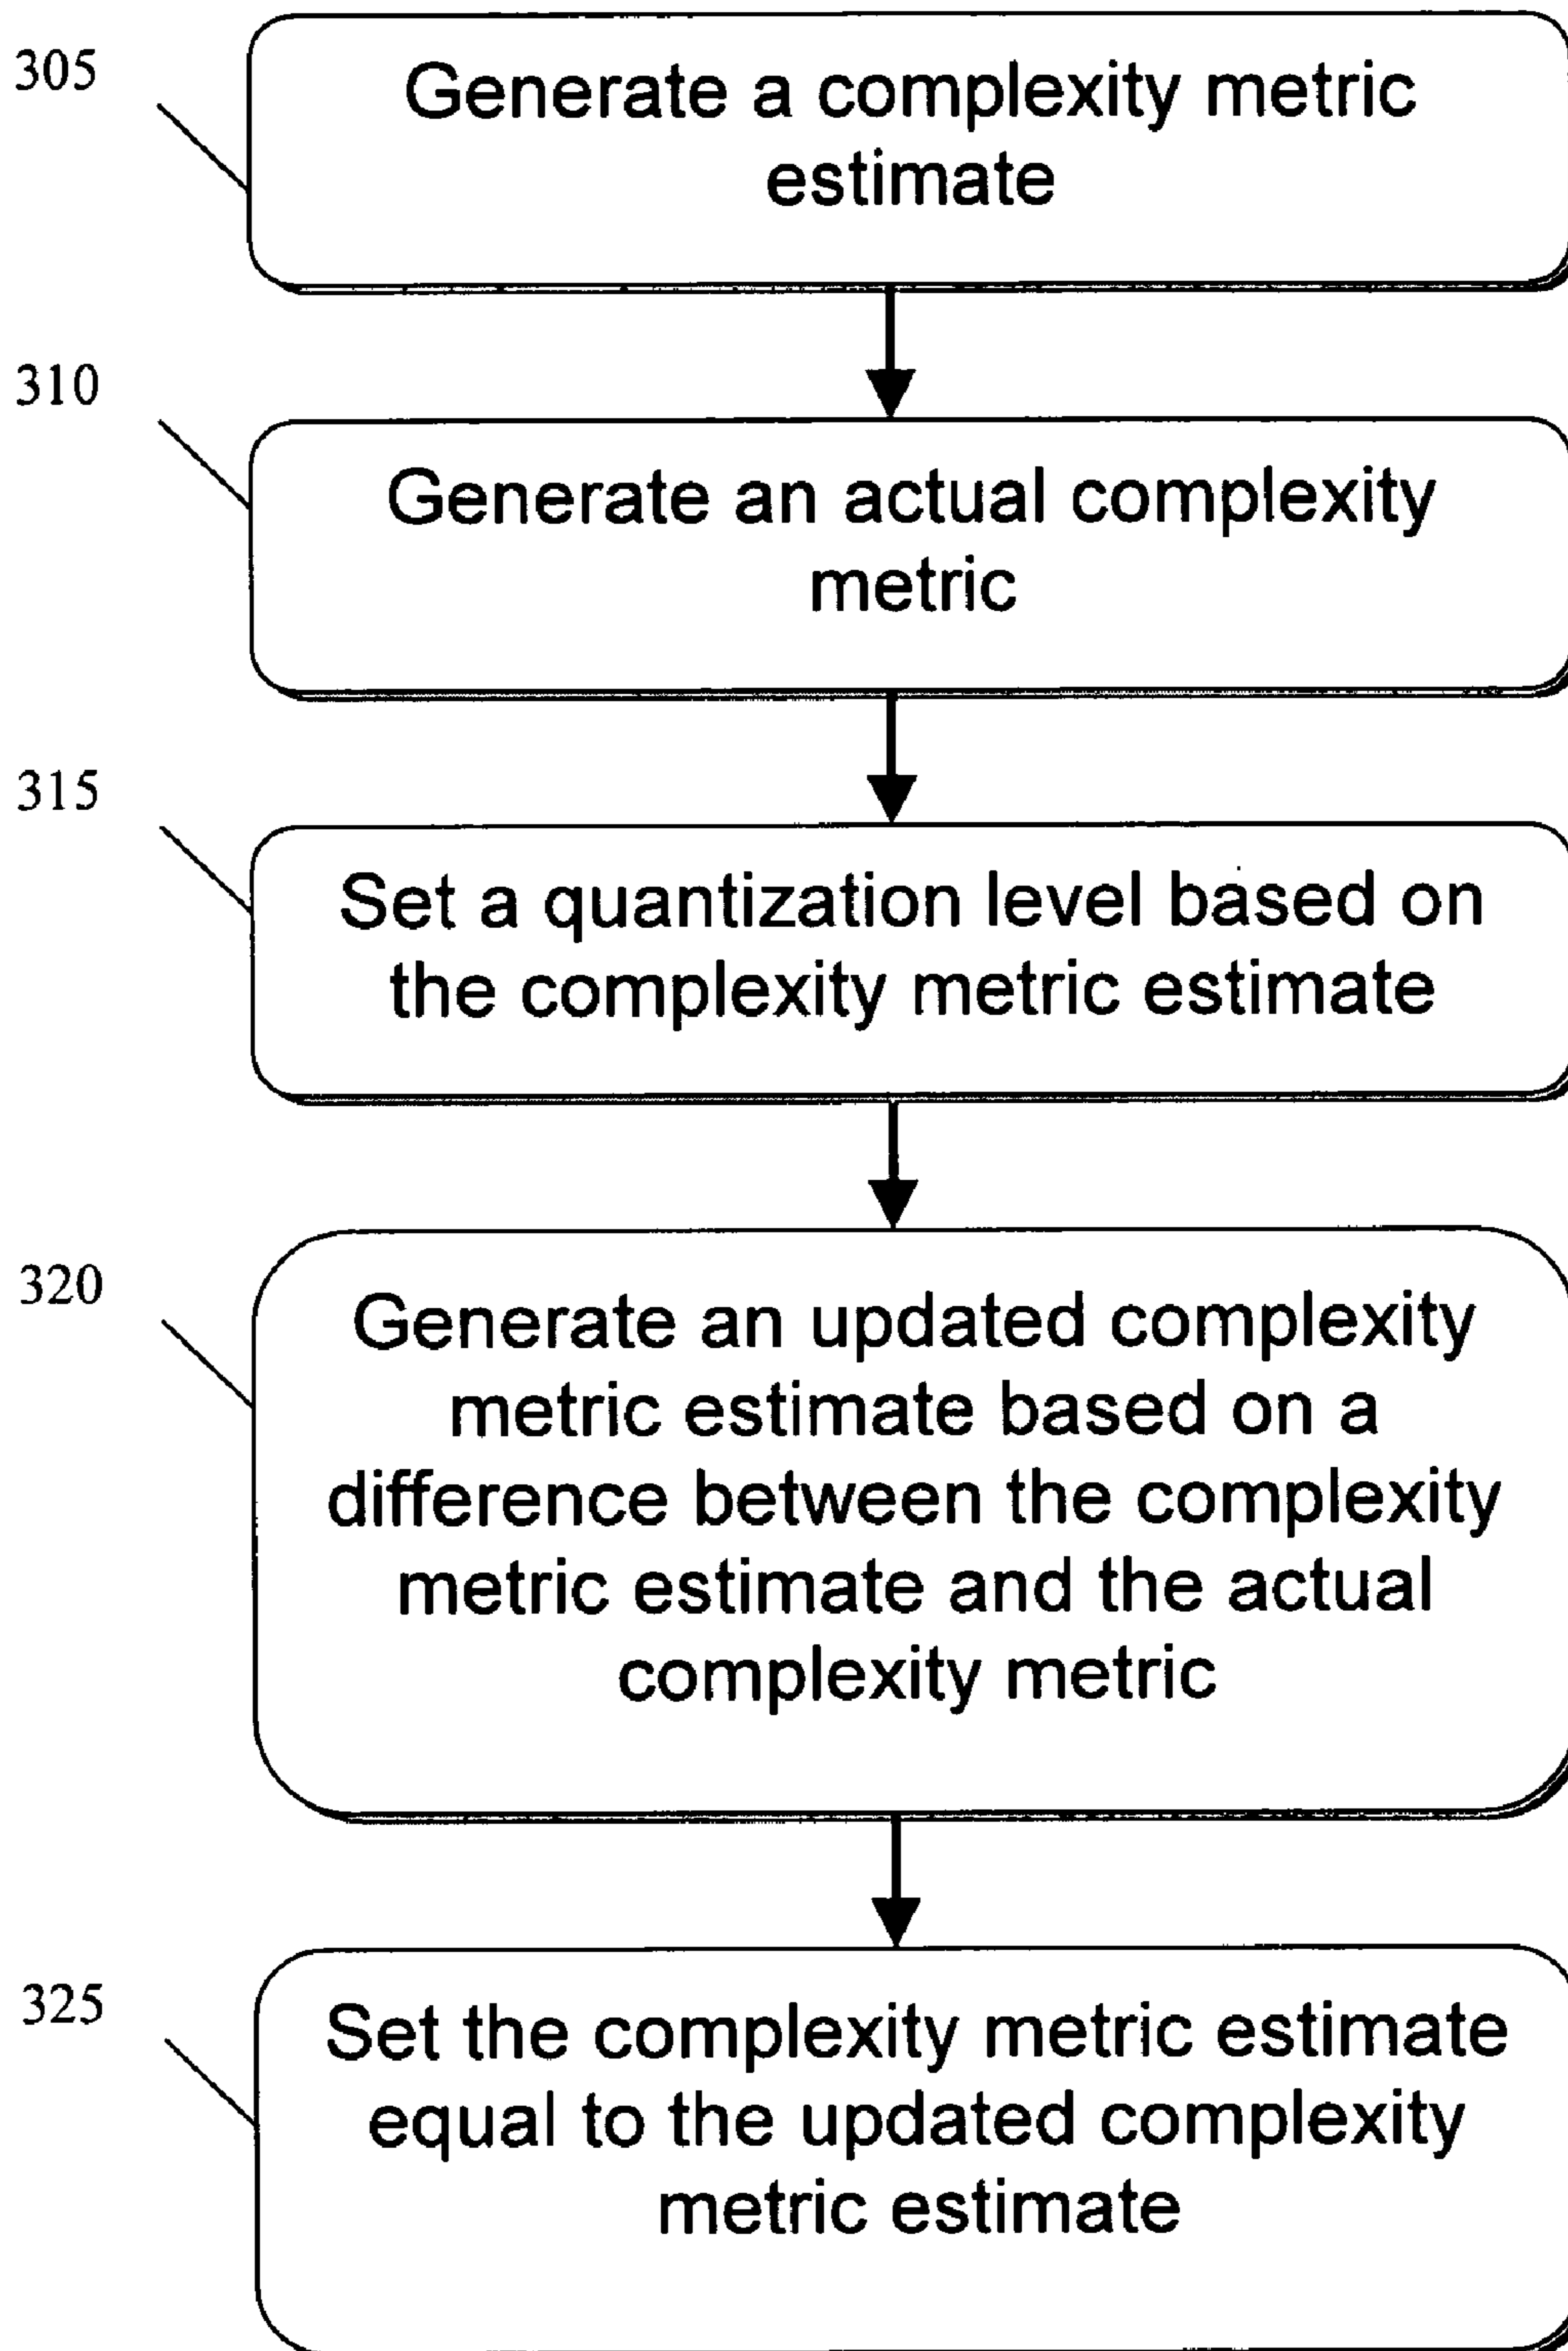 305
Generate a complexity metric
estimate
310
Generate an actual complexity
metric
315
Set a quantization level based on
the complexity metric estimate
320
Generate an updated complexity
metric estimate based on a
difference between the complexity
metric estimate and the actual
complexity metric
325
Set the complexity metric estimate
equal to the updated complexity
metric estimate